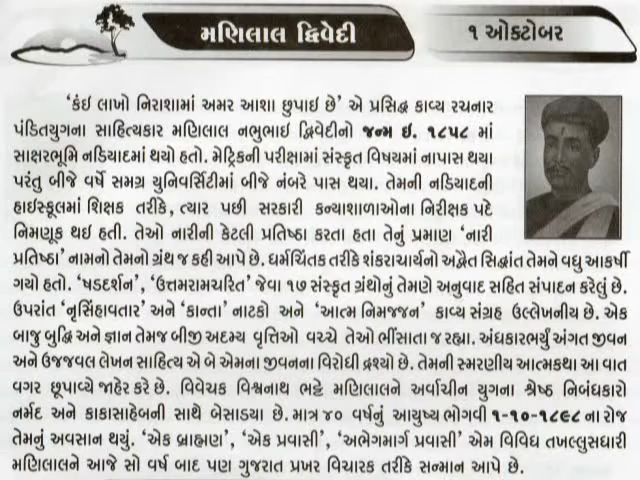 મણિલાલ દ્વિવેદી
૧ ઓક્ટોબર
'કંઈ લાખો નિરાશામાં અમર આશા છુપાઈ છે' એ પ્રસિદ્ધ કાવ્ય રચનાર
પંડિતયુગના સાહિત્યકાર મણિલાલ નભુભાઈ દ્વિવેદીનો જન્મ ઈ. ૧૮૫૮ માં
સાક્ષરભૂમિ નડિયાદમાં થયો હતો. મેટ્રિકની પરીક્ષામાં સંસ્કૃત વિષયમાં નાપાસ થયા
પરંતુ બીજે વર્ષે સમગ્ર યુનિવર્સિટીમાં બીજે નંબરે પાસ થયા. તેમની નડિયાદની
હાઈસ્કૂલમાં શિક્ષક તરીકે, ત્યાર પછી સરકારી કન્યાશાળાઓના નિરીક્ષક પદે
નિમણૂક થઈ હતી. તેઓ નારીની કેટલી પ્રતિષ્ઠા કરતા હતા તેનું પ્રમાણ 'નારી
પ્રતિષ્ઠા' નામનો તેમનો ગ્રંથ જ કહી આપે છે. ધર્મચિંતક તરીકે શંકરાચાર્યનો અદ્વૈત સિદ્ધાંત તેમને વધુ આકર્ષી
ગયો હતો. 'ષડદર્શન', 'ઉત્તમરામચરિત' જેવા ૧૭ સંસ્કૃત ગ્રંથોનું તેમણે અનુવાદ સહિત સંપાદન કરેલું છે.
ઉપરાંત 'નૃસિંહાવતાર' અને 'કાન્તા' નાટકો અને 'આત્મ નિમજ્જન' કાવ્ય સંગ્રહ ઉલ્લેખનીય છે. એક
બાજુ બુદ્ધિ અને જ્ઞાન તેમજ બીજી અદમ્ય વૃત્તિઓ વચ્ચે તેઓ ભીંસાતા જ રહ્યા. અંધકારભર્યું અંગત જીવન
અને ઉજજવલ લેખન સાહિત્ય એ બે એમના જીવનના વિરોધી દ્રશ્યો છે. તેમની સ્મરણીય આત્મકથા આ વાત
વગર છૂપાવ્યે જાહેર કરે છે. વિવેચક વિશ્વનાથ ભટ્ટે મણિલાલને અર્વાચીન યુગના શ્રેષ્ઠ નિબંધકારો
નર્મદ અને કાકાસાહેબની સાથે બેસાડયા છે. માત્ર ૪૦ વર્ષનું આયુષ્ય ભોગવી ૧-૧૦-૧૮૯૮ ના રોજ
તેમનું અવસાન થયું. 'એક બ્રાહ્મણ', 'એક પ્રવાસી', 'અભેગમાર્ગ પ્રવાસી' એમ વિવિધ તખલ્લુસધારી
મણિલાલને આજે સો વર્ષ બાદ પણ ગુજરાત પ્રખર વિચારક તરીકે સન્માન આપે છે.